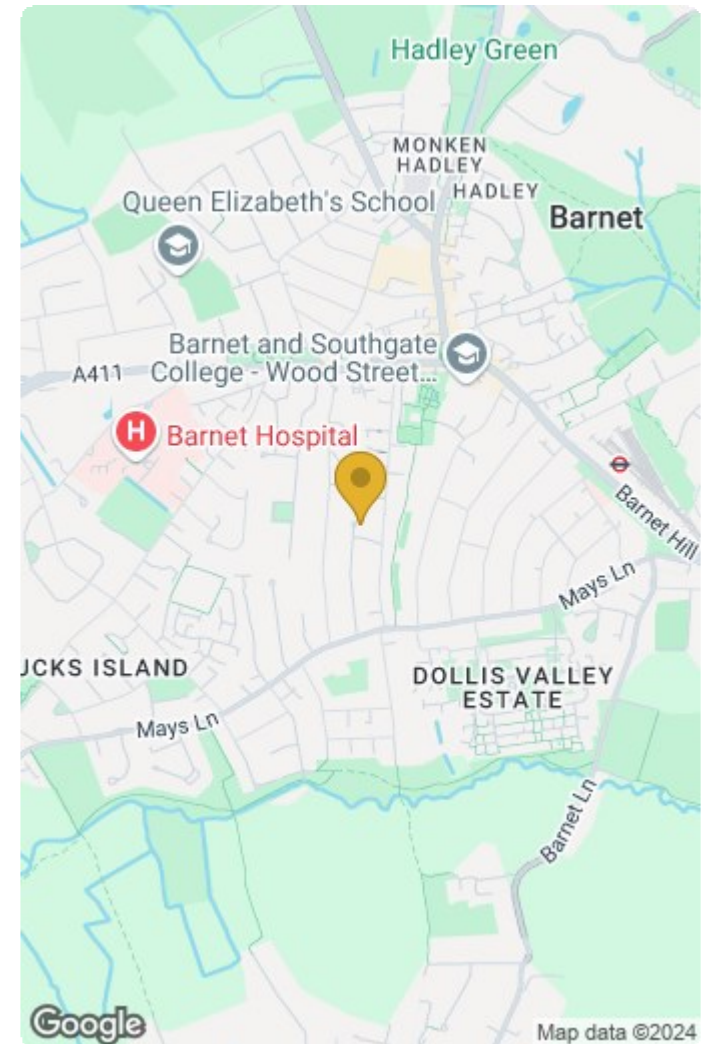 Hadley Green
MONKEN
HADLEY
HADLEY
Queen Elizabeth's School
Barnet
Barnet and Southgate
College - Wood Street...
A411
H
Barnet Hospital
Barnet Hill
Mays Ln
UCKS ISLAND
DOLLIS VALLEY
ESTATE
Mays Ln
Barnet Ln
Google
Map data ©2024